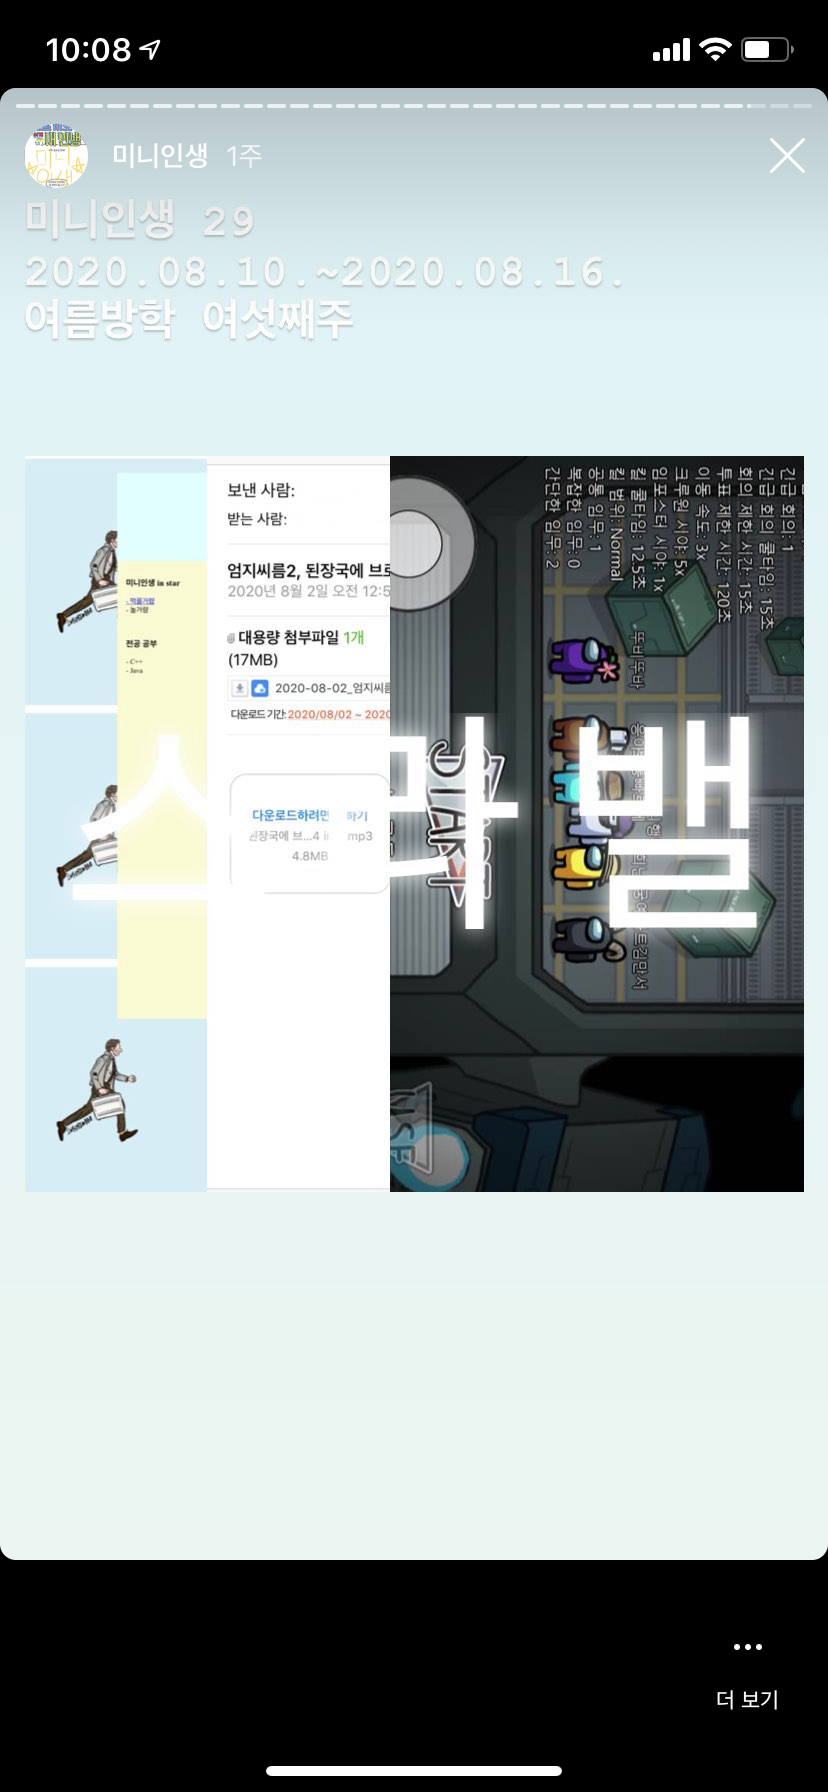 10:08
미니인생 1주
미니인생 29
2020.08.10.~2020.08.16.
여름방학 여섯째주
미니인생 in star
- 먹을거량
- 놀거량
전공 공부
- C++
- Java
보낸 사람:
받는 사람:
엄지씨름2, 된장국에 브로
2020년 8월 2일 오전 12:5
대용량 첨부파일 1개
(17MB)
2020-08-02_엄지씨름
다운로드 기간:2020/08/02 ~ 2020
다운로드하려면 하기
된장국에 브...4 mp3
4.8MB
긴급 회의: 1
긴급 회의 쿨타임: 15초
회의 제한 시간: 15초
투표 제한 시간: 120초
이동 속도: 3x
크루원 시야: .5x
임포스터 시야: 1x
킬 쿨타임: 12.5초
킬 범위: Normal
공통 임무: 1
복잡한 임무: 0
간단한 임무: 2
뚜비뚜바
START
스 맘 밸
더 보기